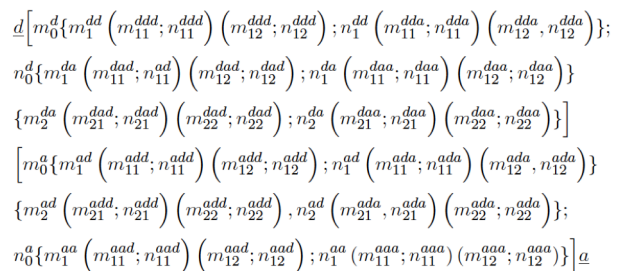 \underline{d}\Big[m_0^d\{m_1^{dd}\left(m_{11}^{ddd};n_{11}^{ddd}\right)\left(m_{12}^{ddd};n_{12}^{ddd}\right);n_1^{dd}\left(m_{11}^{dda};n_{11}^{dda}\right)\left(m_{12}^{dda},n_{12}^{dda}\right)\};
n_0^d\{m_1^{da}\left(m_{11}^{dad};n_{11}^{ad}\right)\left(m_{12}^{dad};n_{12}^{dad}\right);n_1^{da}\left(m_{11}^{daa};n_{11}^{daa}\right)\left(m_{12}^{daa};n_{12}^{daa}\right)\}
\{m_2^{da}\left(m_{21}^{dad};n_{21}^{dad}\right)\left(m_{22}^{dad};n_{22}^{dad}\right);n_2^{da}\left(m_{21}^{daa};n_{21}^{daa}\right)\left(m_{22}^{daa};n_{22}^{daa}\right)\}\Big]
\Big[m_0^a\{m_1^{ad}\left(m_{11}^{add};n_{11}^{add}\right)\left(m_{12}^{add};n_{12}^{add}\right);n_1^{ad}\left(m_{11}^{ada};n_{11}^{ada}\right)\left(m_{12}^{ada},n_{12}^{ada}\right)\}
\{m_2^{ad}\left(m_{21}^{add};n_{21}^{add}\right)\left(m_{22}^{add};n_{22}^{add}\right),n_2^{ad}\left(m_{21}^{ada},n_{21}^{ada}\right)\left(m_{22}^{ada};n_{22}^{ada}\right)\};
n_0^a\{m_1^{aa}\left(m_{11}^{aad};n_{11}^{aad}\right)\left(m_{12}^{aad};n_{12}^{aad}\right);n_1^{aa}\left(m_{11}^{aaa};n_{11}^{aaa}\right)\left(m_{12}^{aaa};n_{12}^{aaa}\right)\}\Big]\underline{a}